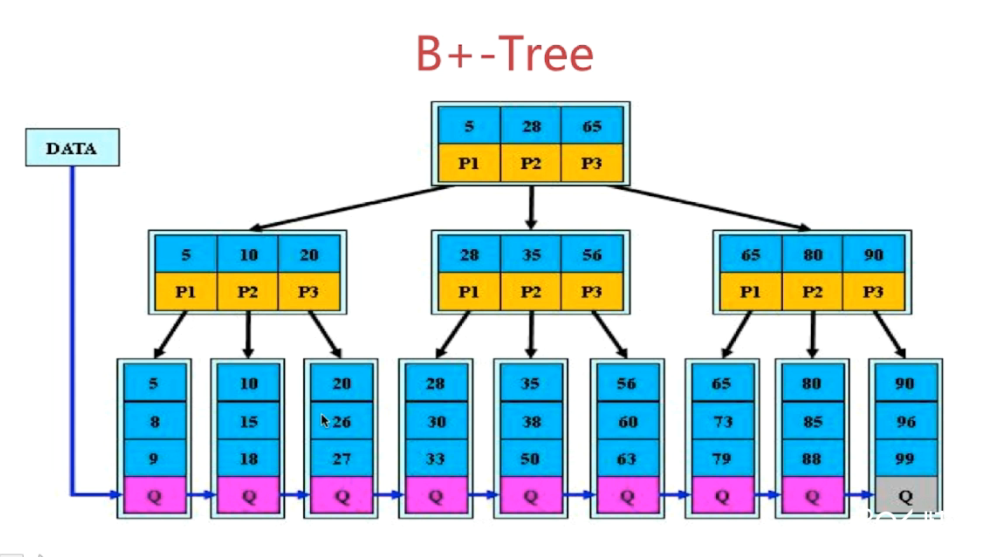 B+-Tree
DATA
5 28 65
P1 P2 P3
5 10 20
P1 P2 P3
28 35 56
P1 P2 P3
65 80 90
P1 P2 P3
5 10 20 28 35 56 65 80 90
8 15 26 30 38 60 73 85 96
9 18 27 33 50 63 79 88 99
Q Q Q Q Q Q Q Q Q